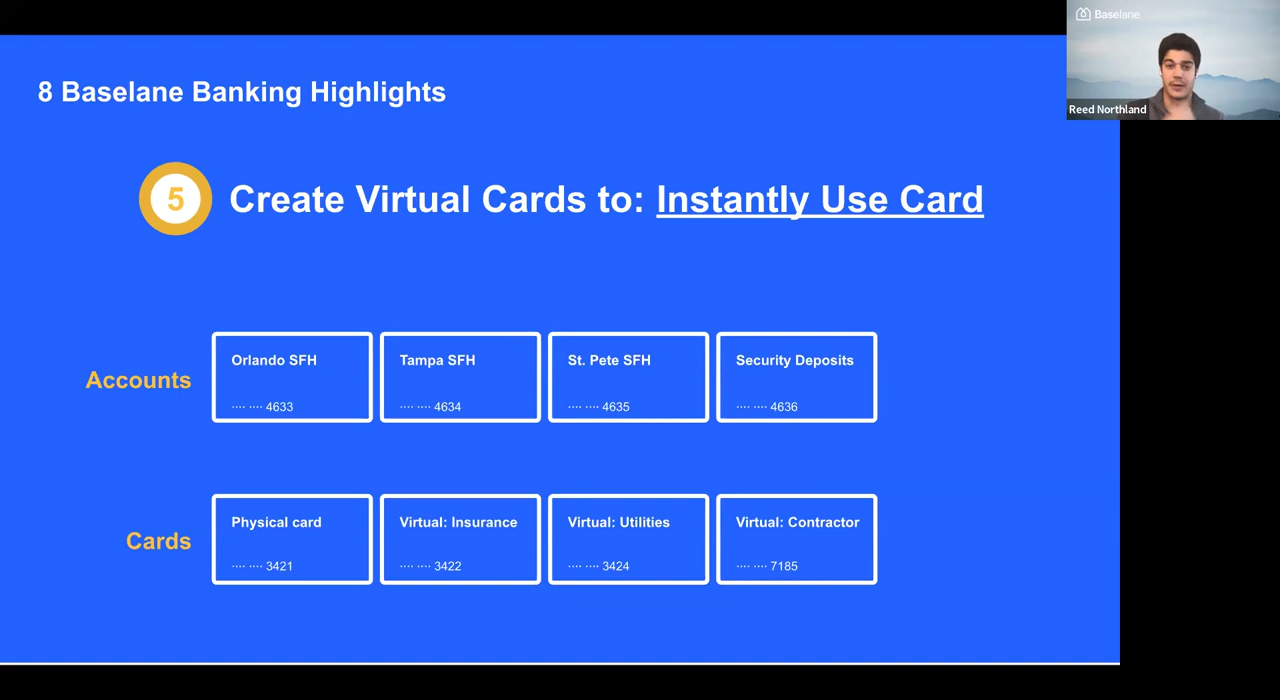 Baselane
Reed Northland
8 Baselane Banking Highlights
5 Create Virtual Cards to: Instantly Use Card
Accounts
Orlando SFH
···· ···· 4633
Tampa SFH
···· ···· 4634
St. Pete SFH
···· ···· 4635
Security Deposits
···· ···· 4636
Cards
Physical card
···· ···· 3421
Virtual: Insurance
···· ···· 3422
Virtual: Utilities
···· ···· 3424
Virtual: Contractor
···· ···· 7185